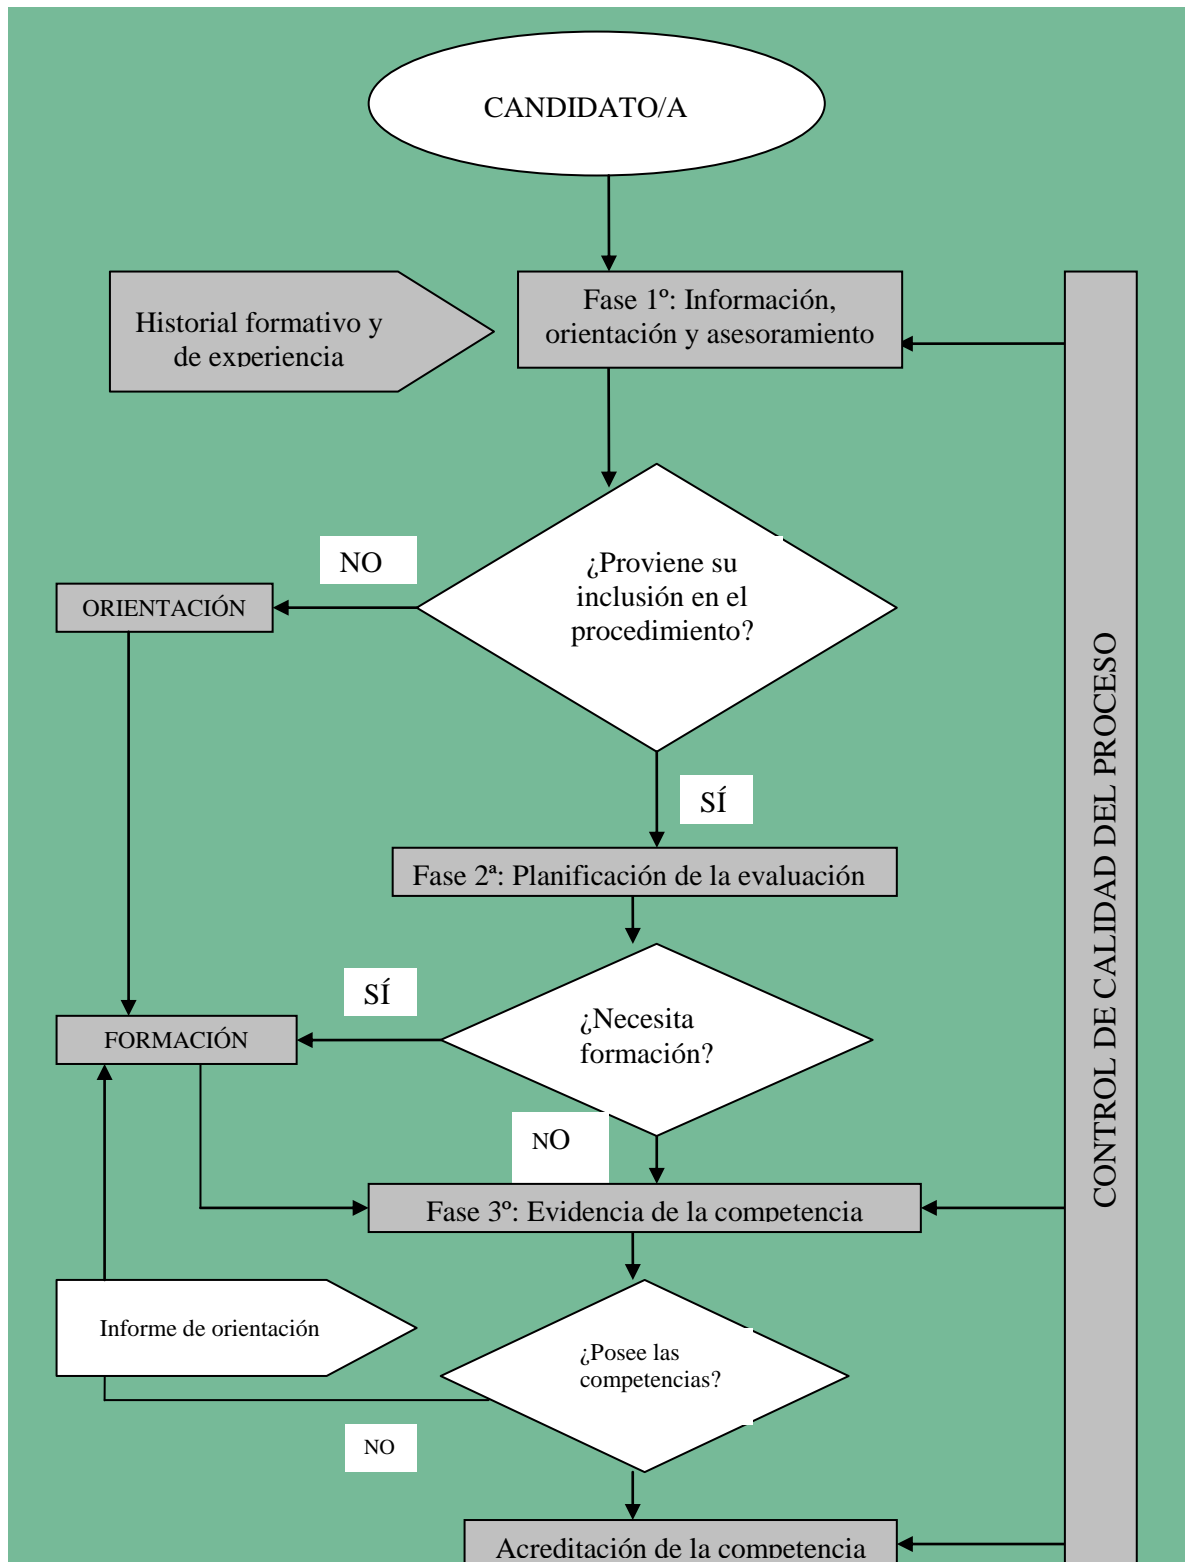 CANDIDATO/A
Fase 1º: Información,
orientación y asesoramiento
Historial formativo y
de experiencia
¿Proviene su
inclusión en el
procedimiento?
NO
ORIENTACIÓN
SÍ
Fase 2ª: Planificación de la evaluación
¿Necesita
formación?
SÍ
FORMACIÓN
NO
Fase 3º: Evidencia de la competencia
Informe de orientación
¿Posee las
competencias?
NO
Acreditación de la competencia
CONTROL DE CALIDAD DEL PROCESO